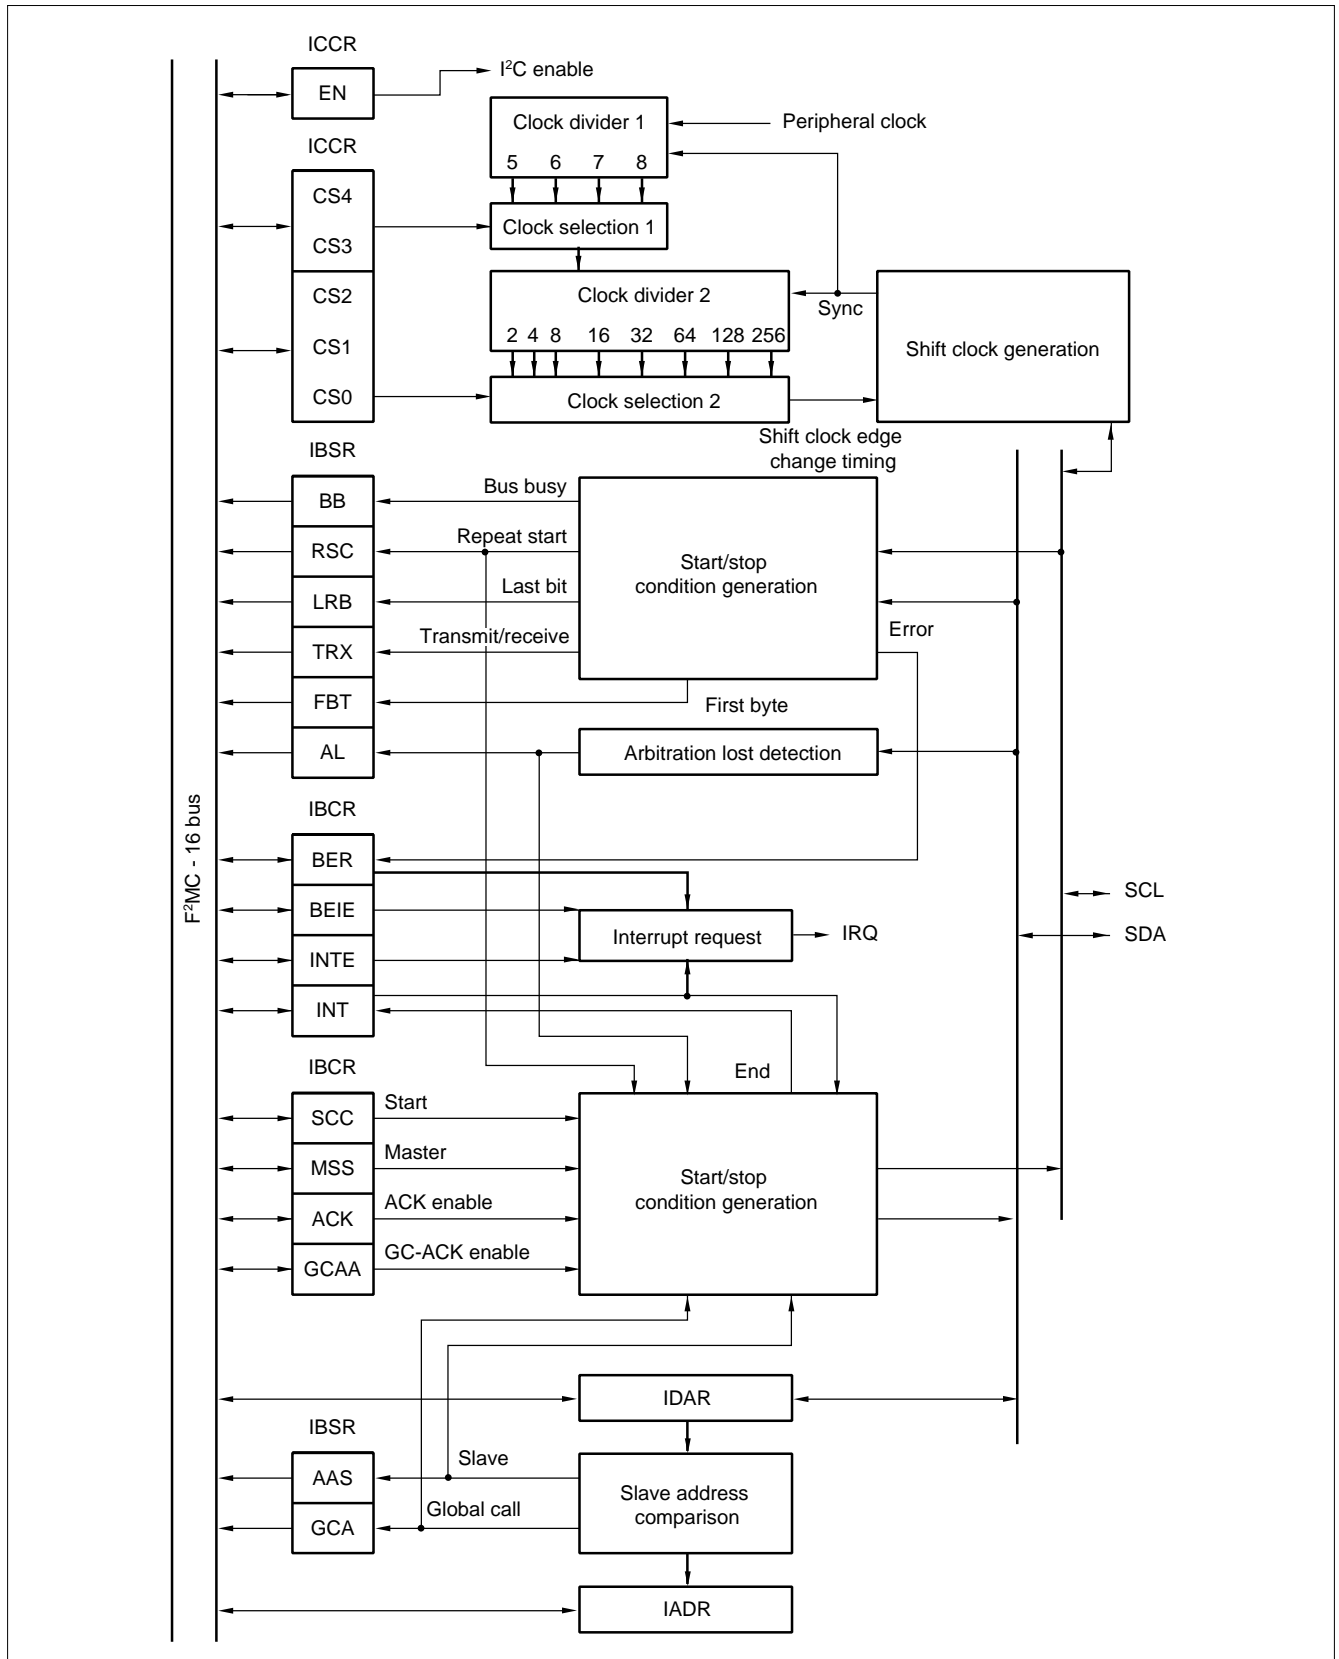 ICCR
EN
I²C enable
Clock divider 1
5 6 7 8
Peripheral clock
ICCR
CS4
CS3
CS2
CS1
CS0
Clock selection 1
Clock divider 2
2 4 8 16 32 64 128 256
Sync
Shift clock generation
Clock selection 2
Shift clock edge
change timing
IBSR
BB
Bus busy
RSC
Repeat start
LRB
Last bit
TRX
Transmit/receive
FBT
First byte
AL
Start/stop
condition generation
Error
Arbitration lost detection
F²MC - 16 bus
IBCR
BER
BEIE
INTE
INT
Interrupt request
IRQ
SCL
SDA
IBCR
End
SCC
Start
MSS
Master
ACK
ACK enable
GCAA
GC-ACK enable
Start/stop
condition generation
IDAR
IBSR
AAS
Slave
GCA
Global call
Slave address
comparison
IADR